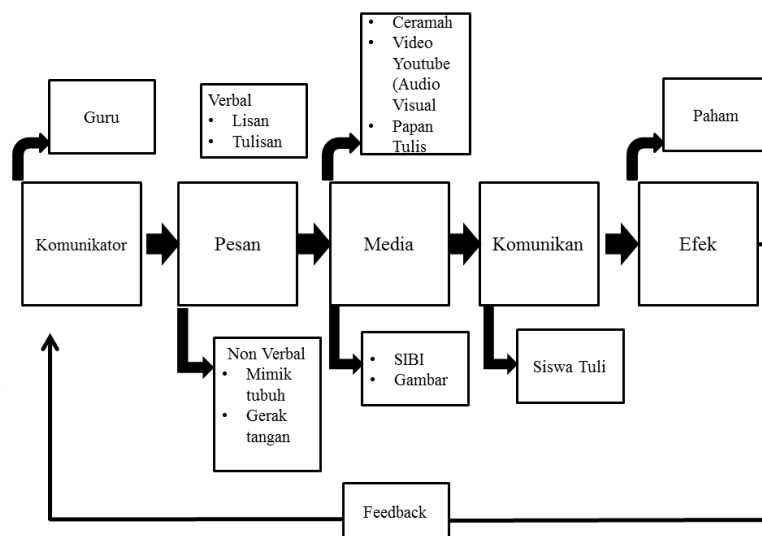 Guru
Verbal
• Lisan
• Tulisan
• Ceramah
• Video
Youtube
(Audio
Visual
• Papan
Tulis
Paham
Komunikator
Pesan
Media
Komunikan
Efek
Non Verbal
• Mimik
tubuh
• Gerak
tangan
• SIBI
• Gambar
Siswa Tuli
Feedback